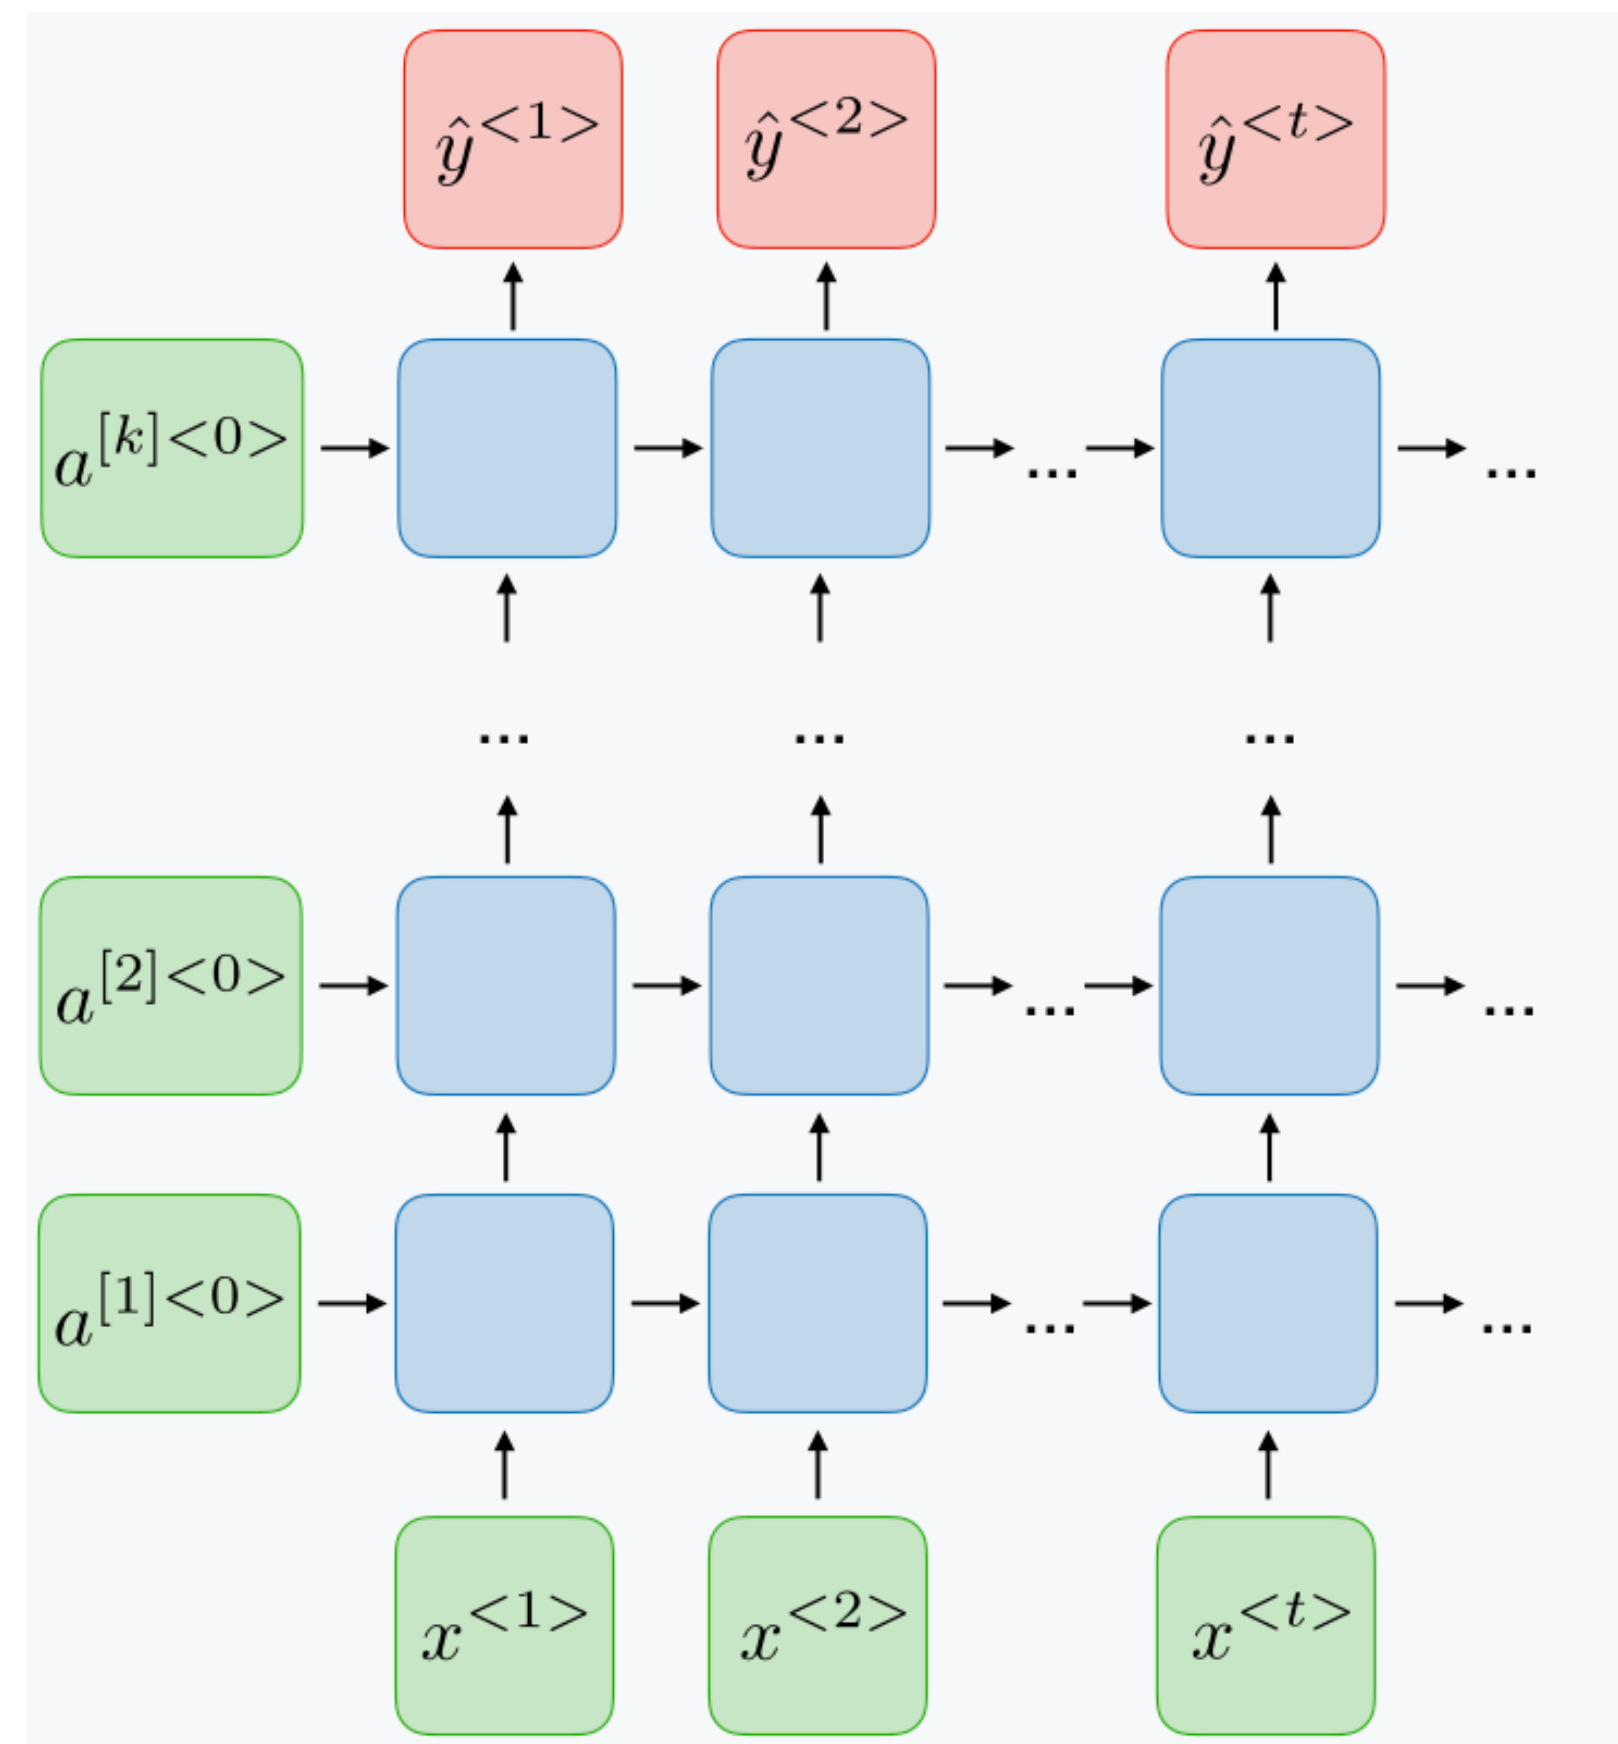 ŷ<1> ŷ<2> ŷ<t>
a[k]<0> ... ...
... ... ...
a[2]<0> ... ...
a[1]<0> ... ...
x<1> x<2> x<t>